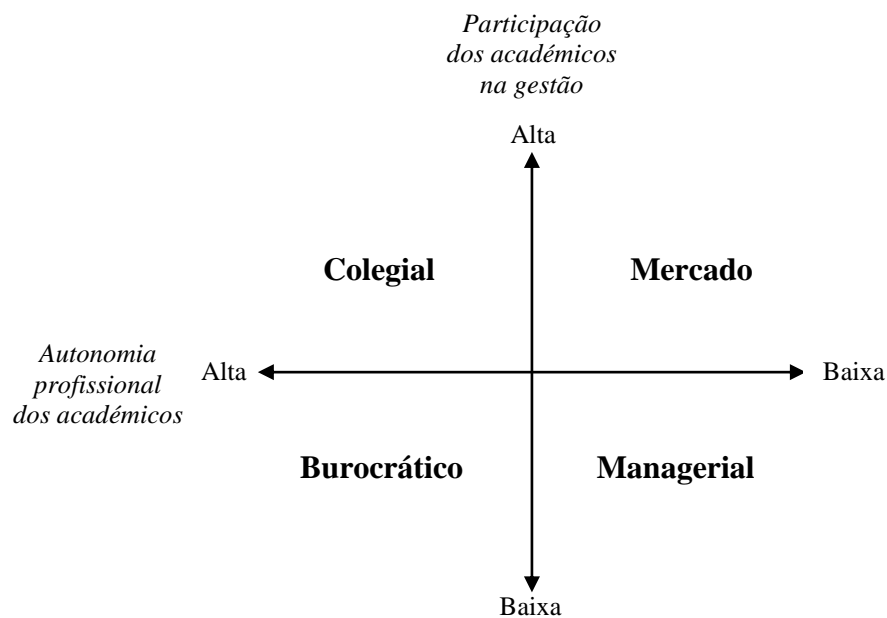 Participação
dos académicos
na gestão
Alta
Colegial
Mercado
Autonomia
profissional
dos académicos
Alta
Baixa
Burocrático
Managerial
Baixa